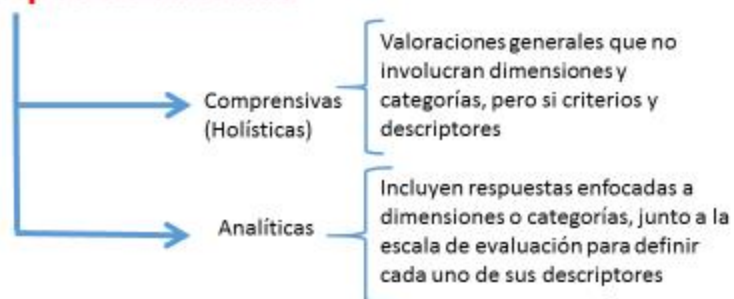 Comprensivas
(Holísticas)
Valoraciones generales que no
involucran dimensiones y
categorías, pero si criterios y
descriptores
Analíticas
Incluyen respuestas enfocadas a
dimensiones o categorías, junto a la
escala de evaluación para definir
cada uno de sus descriptores